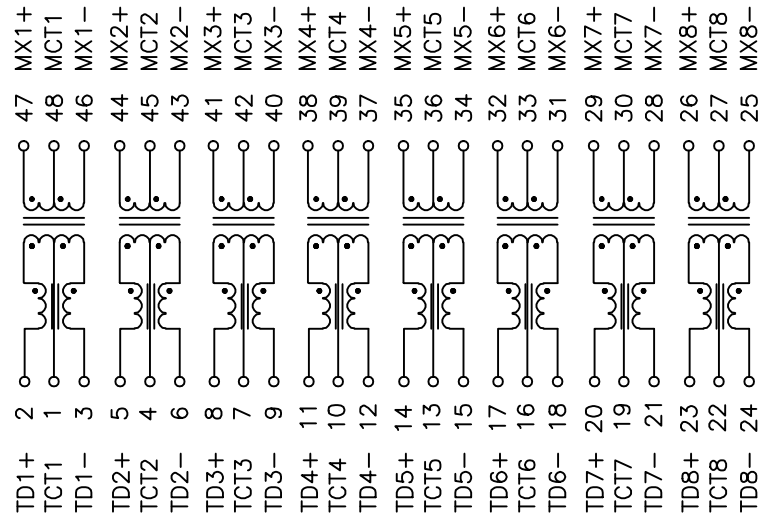 MX1+ MCT1 MX1− MX2+ MCT2 MX2− MX3+ MCT3 MX3− MX4+ MCT4 MX4− MX5+ MCT5 MX5− MX6+ MCT6 MX6− MX7+ MCT7 MX7− MX8+ MCT8 MX8−
47 48 46 44 45 43 41 42 40 38 39 37 35 36 34 32 33 31 29 30 28 26 27 25
2 1 3 5 4 6 8 7 9 11 10 12 14 13 15 17 16 18 20 19 21 23 22 24
TD1+ TCT1 TD1− TD2+ TCT2 TD2− TD3+ TCT3 TD3− TD4+ TCT4 TD4− TD5+ TCT5 TD5− TD6+ TCT6 TD6− TD7+ TCT7 TD7− TD8+ TCT8 TD8−